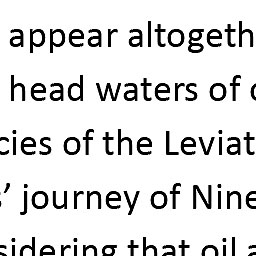 appear altogeth
head waters of
cies of the Leviat
s’ journey of Nine
sidering that oil a